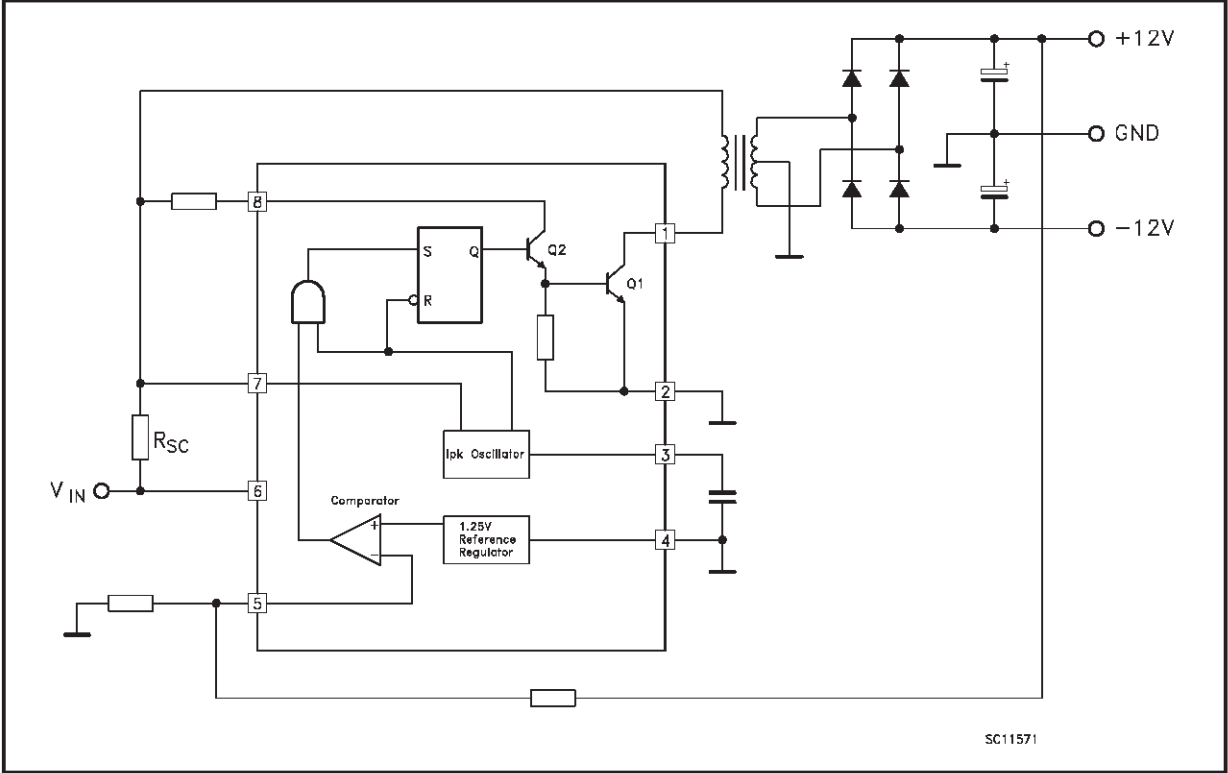 +12V
+
GND
+
-12V
8
1
S
Q
Q2
R
Q1
7
2
RSC
Ipk Oscillator
3
VIN
6
Comparator
+
-
1.25V
Reference
Regulator
4
5
SC11571